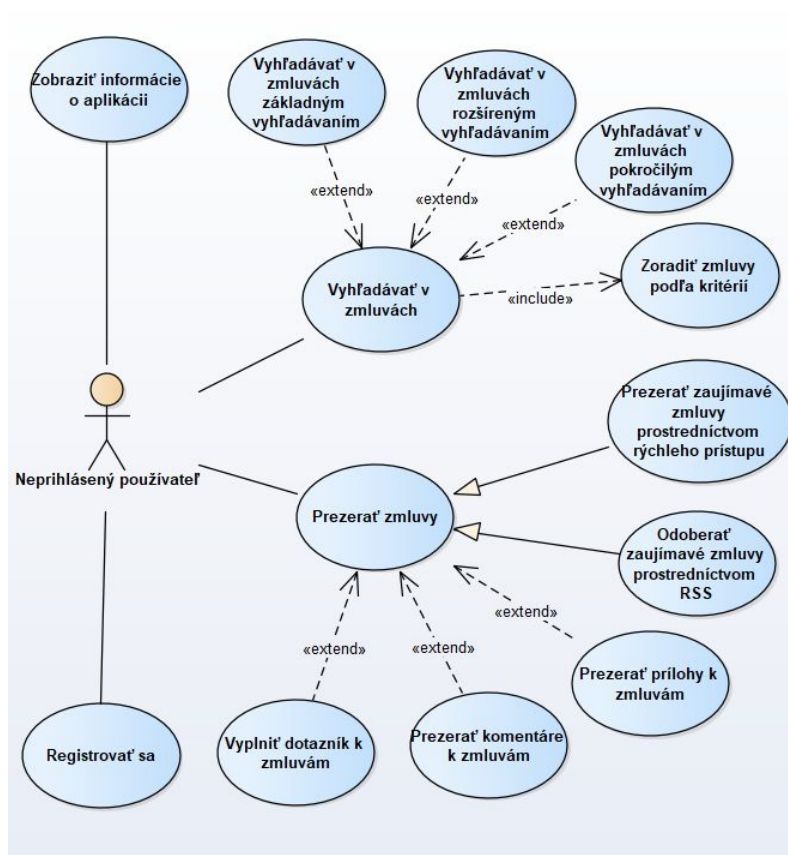 Zobraziť informácie
o aplikácii
Vyhľadávať v
zmluvách
základným
vyhľadávaním
Vyhľadávať v
zmluvách
rozšíreným
vyhľadávaním
Vyhľadávať v
zmluvách
pokročilým
vyhľadávaním
«extend»
«extend»
«extend»
Vyhľadávať v
zmluvách
«include»
Zoradiť zmluvy
podľa kritérií
Neprihlásený používateľ
Prezerať zaujímavé
zmluvy
prostredníctvom
rýchleho prístupu
Prezerať zmluvy
Odoberať
zaujímavé zmluvy
prostredníctvom
RSS
«extend»
«extend»
«extend»
Prezerať prílohy k
zmluvám
Registrovať sa
Vyplniť dotazník k
zmluvám
Prezerať komentáre
k zmluvám